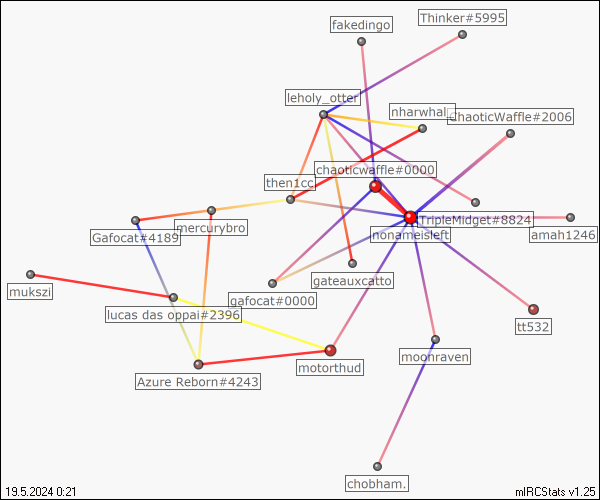 Thinker#5995
fakedingo
leholy_otter
nharwhal_
ChaoticWaffle#2006
chaoticwaffle#0000
then1cc
TripleMidget#8824
mercurybro
Gafocat#4189
nonameisleft
amah1246
gateauxcatto
mukszi
gafocat#0000
lucas das oppai#2396
tt532
moonraven
motorthud
Azure Reborn#4243
chobham.
19.5.2024 0:21
mIRCStats v1.25